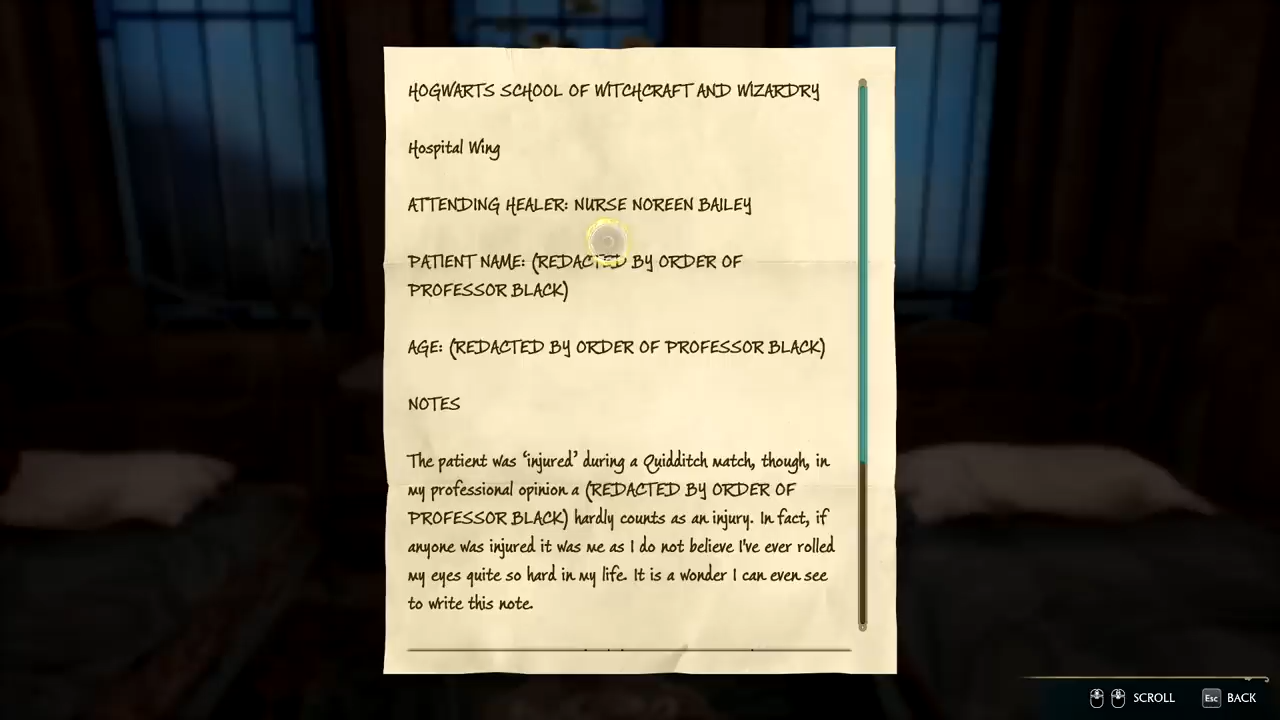 HOGWARTS SCHOOL OF WITCHCRAFT AND WIZARDRY
Hospital Wing
ATTENDING HEALER: NURSE NOREEN BAILEY
PATIENT NAME: (REDACTED BY ORDER OF
PROFESSOR BLACK)
AGE: (REDACTED BY ORDER OF PROFESSOR BLACK)
NOTES
The patient was ‘injured’ during a Quidditch match, though, in
my professional opinion a (REDACTED BY ORDER OF
PROFESSOR BLACK) hardly counts as an injury. In fact, if
anyone was injured it was me as I do not believe I've ever rolled
my eyes quite so hard in my life. It is a wonder I can even see
to write this note.
SCROLL
Esc BACK